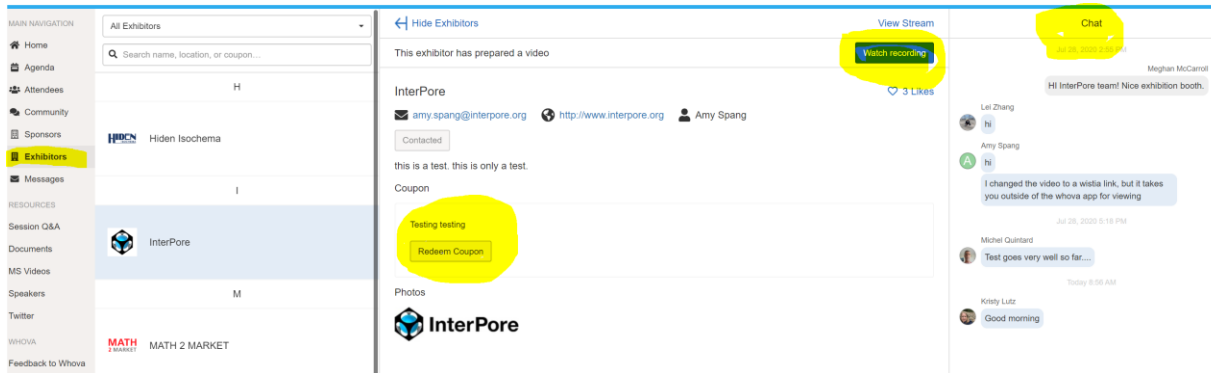 MAIN NAVIGATION
Home
Agenda
Attendees
Community
Sponsors
Exhibitors
Messages
RESOURCES
Session Q&A
Documents
MS Videos
Speakers
Twitter
WHOVA
Feedback to Whova
All Exhibitors
Search name, location, or coupon...
H
HIDEN
Hiden Isochema
I
InterPore
M
MATH
2 MARKET
MATH 2 MARKET
Hide Exhibitors
View Stream
This exhibitor has prepared a video
Watch recording
InterPore
3 Likes
amy.spang@interpore.org http://www.interpore.org Amy Spang
Contacted
this is a test. this is only a test.
Coupon
Testing testing
Redeem Coupon
Photos
InterPore
Chat
Jul 28, 2020 2:55 PM
Meghan McCarroll
HI InterPore team! Nice exhibition booth.
Lei Zhang
hi
Amy Spang
A
hi
I changed the video to a wistia link, but it takes
you outside of the whova app for viewing
Jul 28, 2020 5:16 PM
Michel Quintard
Test goes very well so far....
Today 8:56 AM
Kristy Lutz
Good morning